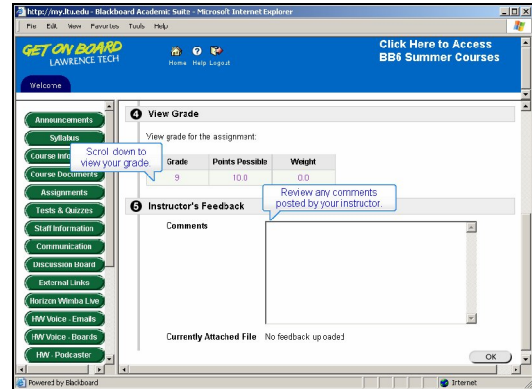 http://my.ltu.edu - Blackboard Academic Suite - Microsoft Internet Explorer
File Edit View Favorites Tools Help
GET ON BOARD
LAWRENCE TECH
Home Help Logout
Click Here to Access
BB6 Summer Courses
Welcome
Announcements
Syllabus
Course Documents
Assignments
Tests & Quizzes
Staff Information
Communication
Discussion Board
External Links
Horizon Wimba Live
HW Voice - Emails
HW Voice - Boards
HW - Podcaster
4 View Grade
View grade for the assignment:
Scroll down to
view your grade.
Grade Points Possible Weight
9 10.0 0.0
5 Instructor's Feedback
Review any comments
posted by your instructor.
Comments
Currently Attached File No feedback uploaded
OK
Powered by Blackboard
Internet